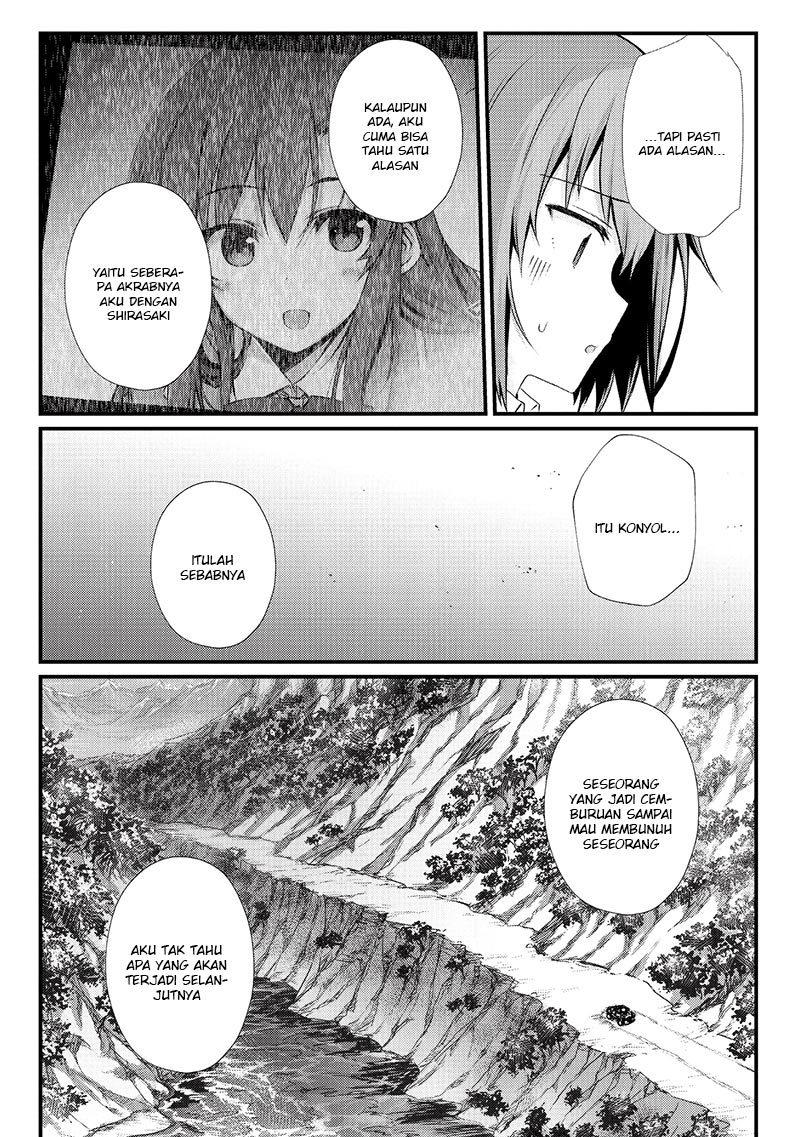 ...TAPI PASTI
ADA ALASAN...
KALAUPUN
ADA, AKU
CUMA BISA
TAHU SATU
ALASAN
YAITU SEBERA-
PA AKRABNYA
AKU DENGAN
SHIRASAKI
ITU KONYOL...
ITULAH
SEBABNYA
SESEORANG
YANG JADI CEM-
BURUAN SAMPAI
MAU MEMBUNUH
SESEORANG
AKU TAK TAHU
APA YANG AKAN
TERJADI SELAN-
JUTNYA